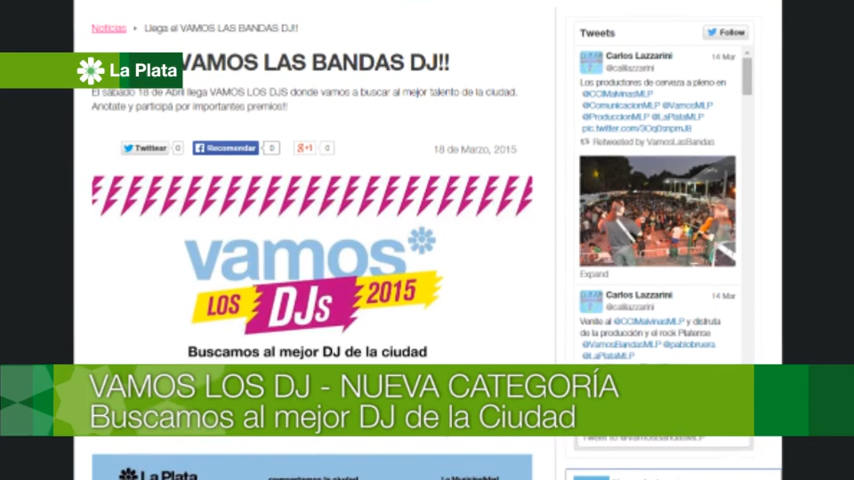 Noticias ▸ Llega el VAMOS LAS BANDAS DJ!!
La Plata
VAMOS LAS BANDAS DJ!!
El sábado 18 de Abril llega VAMOS LOS DJS donde vamos a buscar al mejor talento de la ciudad.
Anotate y participá por importantes premios!!
Twittear 0 Recomendar 0 g+1 0
18 de Marzo, 2015
vamos*
LOS DJs 2015
Buscamos al mejor DJ de la ciudad
Tweets Follow
Carlos Lazzarini 14 Mar
@calilazzarini
Los productores de cerveza a pleno en
@CCIMalvinasMLP
@ComunicacionMLP @VamosMLP
@ProduccionMLP @LaPlataMLP
Retweeted by VamosLasBandas
Expand
Carlos Lazzarini 14 Mar
@calilazzarini
Venite al @CCIMalvinasMLP y disfruta
de la producción y el rock Platense
@VamosBandasMLP @pablobruera
@LaPlataMLP
VAMOS LOS DJ - NUEVA CATEGORÍA
Buscamos al mejor DJ de la Ciudad
Tweet to @VamosBandasMLP
La Plata